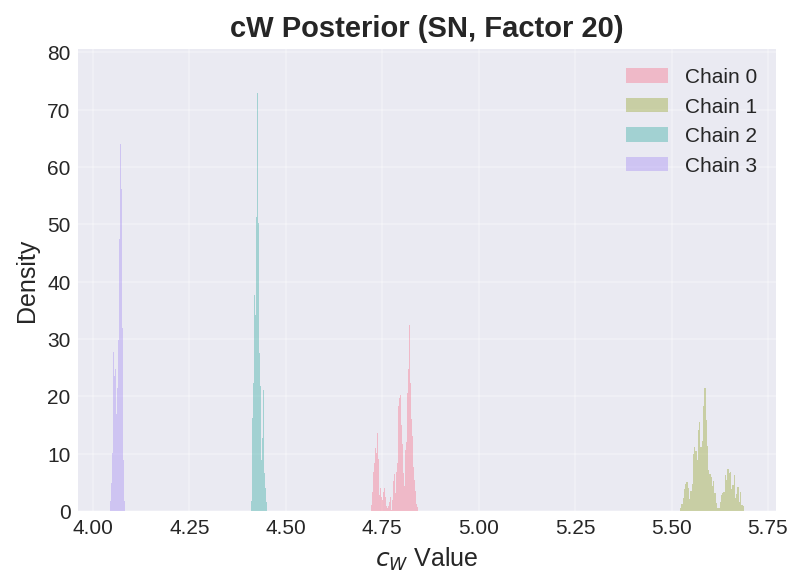 cW Posterior (SN, Factor 20)
80
70
60
50
40
30
20
10
0
Density
Chain 0
Chain 1
Chain 2
Chain 3
4.00 4.25 4.50 4.75 5.00 5.25 5.50 5.75
cW Value